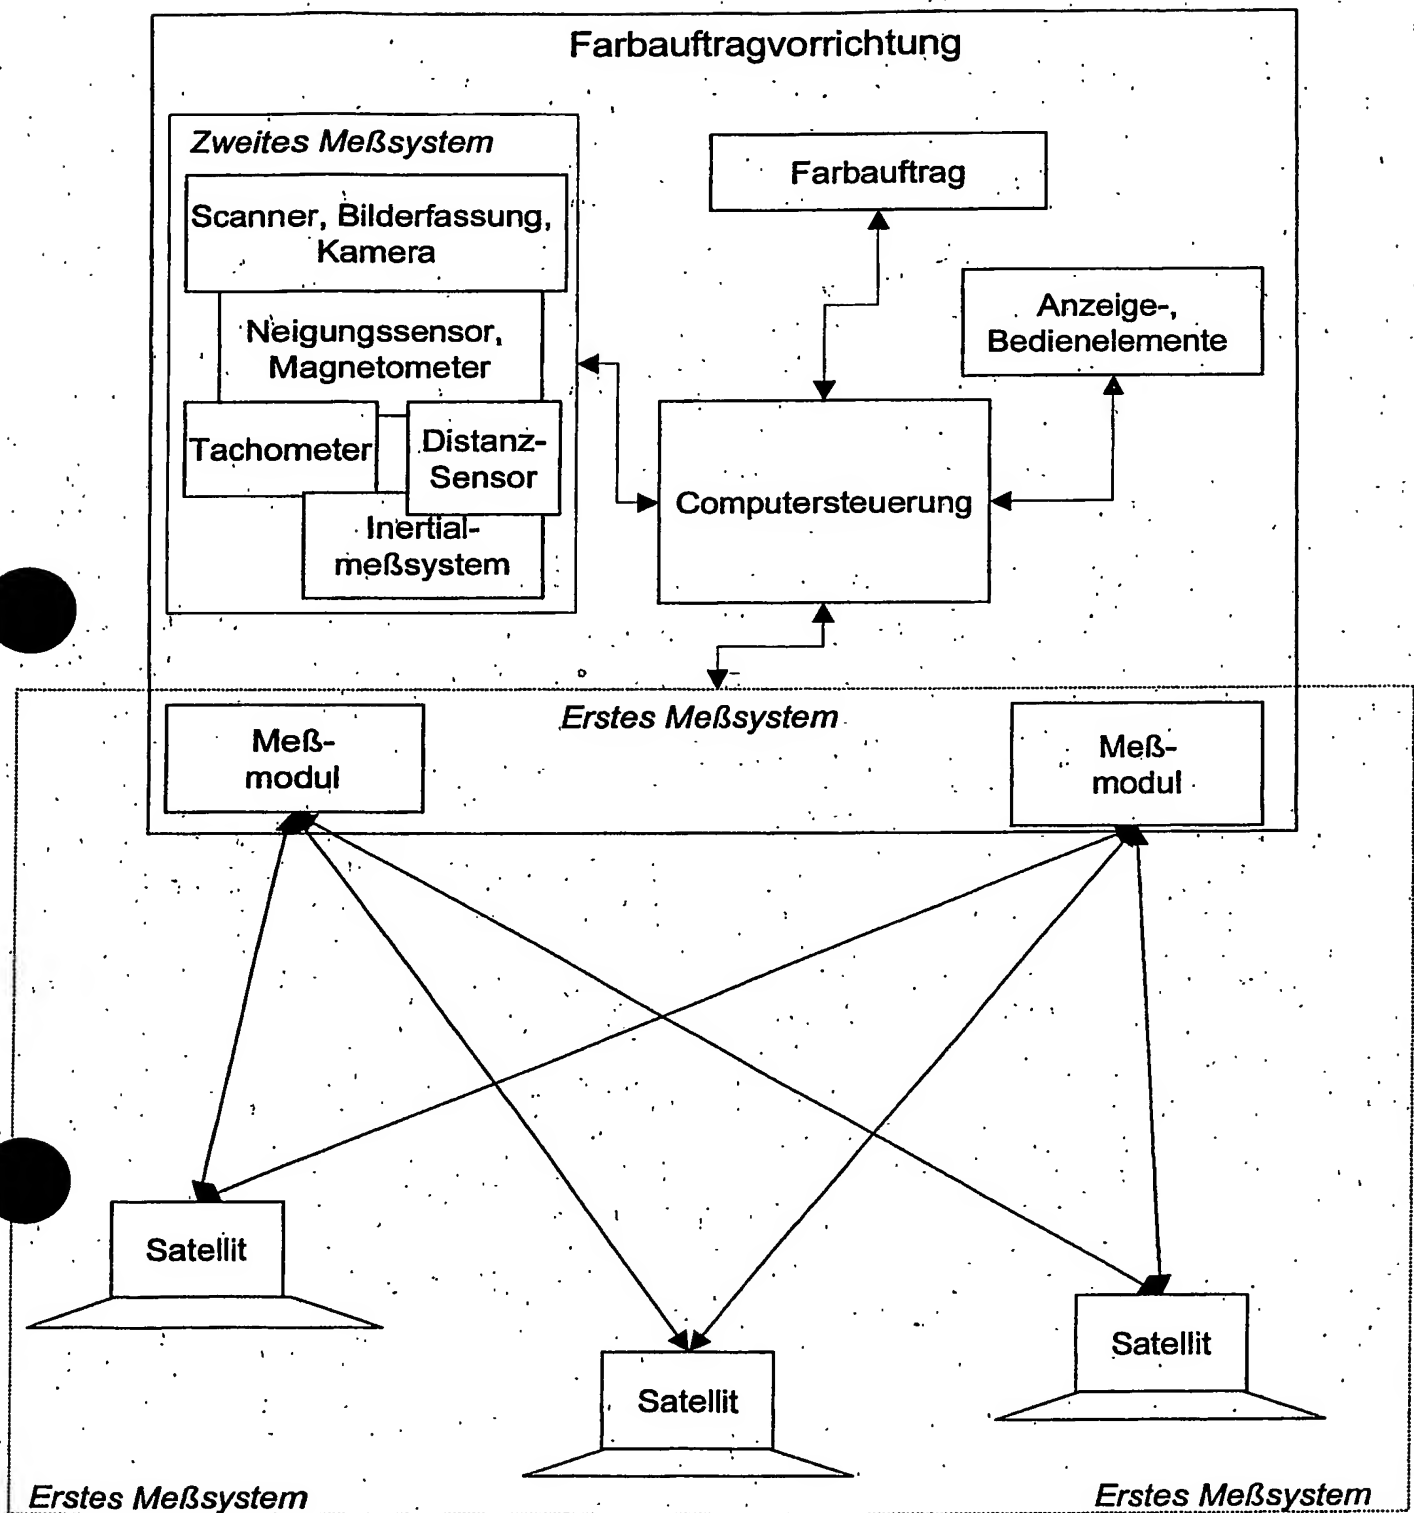 Farbauftragvorrichtung
Zweites Meßsystem
Scanner, Bilderfassung,
Kamera
Neigungssensor,
Magnetometer
Tachometer
Distanz-
Sensor
Inertial-
meßsystem
Farbauftrag
Anzeige-,
Bedienelemente
Computersteuerung
Erstes Meßsystem
Meß-
modul
Meß-
modul
Satellit
Satellit
Satellit
Erstes Meßsystem
Erstes Meßsystem